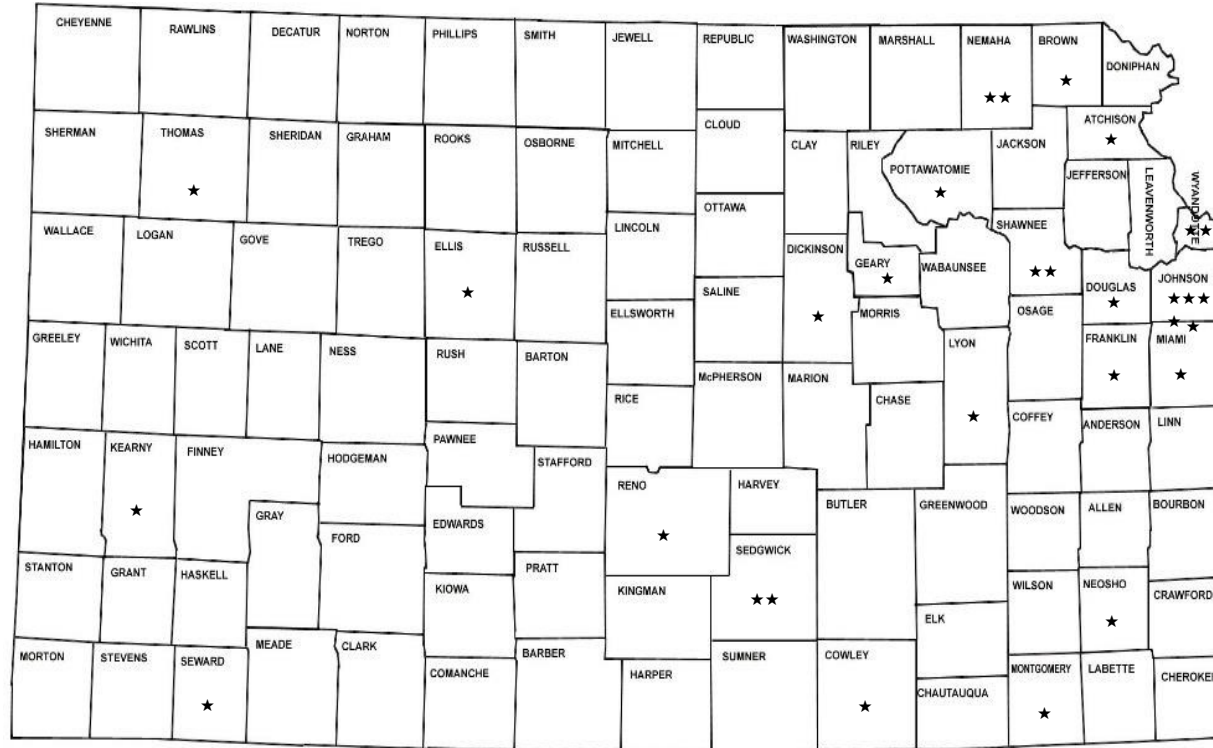 CHEYENNE
RAWLINS
DECATUR
NORTON
PHILLIPS
SMITH
JEWELL
REPUBLIC
WASHINGTON
MARSHALL
NEMAHA
BROWN
DONIPHAN
SHERMAN
THOMAS
SHERIDAN
GRAHAM
ROOKS
OSBORNE
MITCHELL
CLOUD
CLAY
RILEY
POTTAWATOMIE
JACKSON
ATCHISON
JEFFERSON
LEAVENWORTH
WYANDOTTE
WALLACE
LOGAN
GOVE
TREGO
ELLIS
RUSSELL
LINCOLN
OTTAWA
DICKINSON
GEARY
WABAUNSEE
SHAWNEE
DOUGLAS
JOHNSON
ELLSWORTH
SALINE
MORRIS
OSAGE
GREELEY
WICHITA
SCOTT
LANE
NESS
RUSH
BARTON
LYON
FRANKLIN
MIAMI
RICE
McPHERSON
MARION
CHASE
COFFEY
ANDERSON
LINN
HAMILTON
KEARNY
FINNEY
HODGEMAN
PAWNEE
STAFFORD
RENO
HARVEY
BUTLER
GREENWOOD
WOODSON
ALLEN
BOURBON
GRAY
FORD
EDWARDS
SEDGWICK
STANTON
GRANT
HASKELL
KIOWA
PRATT
KINGMAN
ELK
WILSON
NEOSHO
CRAWFORD
MORTON
STEVENS
SEWARD
MEADE
CLARK
COMANCHE
BARBER
HARPER
SUMNER
COWLEY
CHAUTAUQUA
MONTGOMERY
LABETTE
CHEROKEE